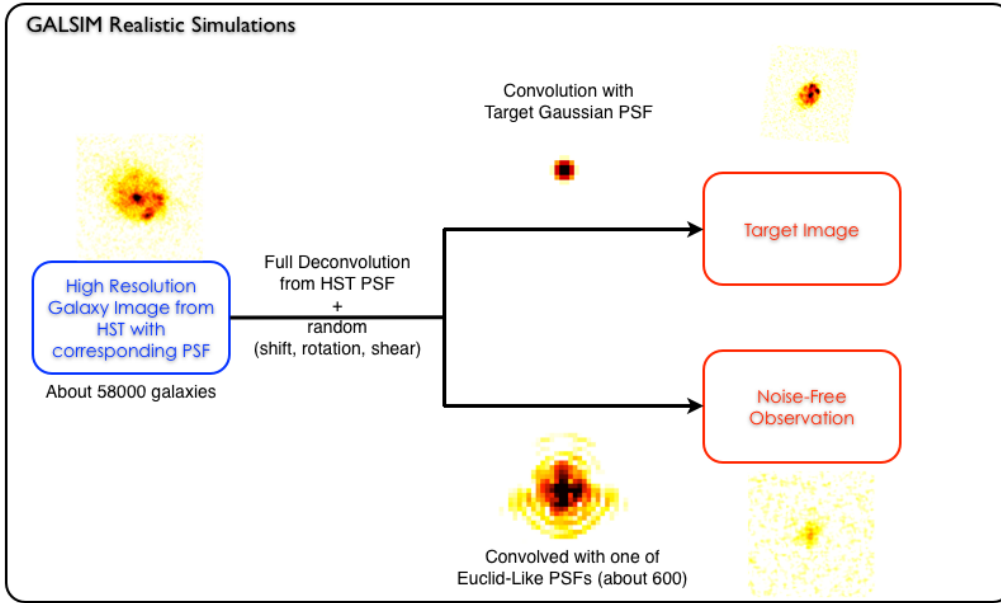 GALSIM Realistic Simulations
Convolution with
Target Gaussian PSF
Target Image
High Resolution
Galaxy Image from
HST with
corresponding PSF
About 58000 galaxies
Full Deconvolution
from HST PSF
+
random
(shift, rotation, shear)
Noise-Free
Observation
Convolved with one of
Euclid-Like PSFs (about 600)